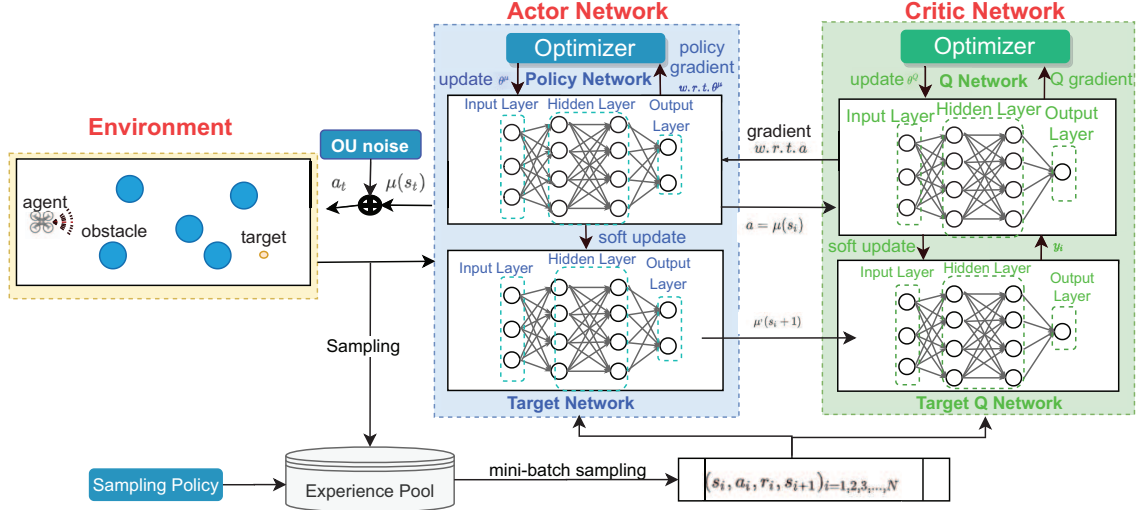 Actor Network
Critic Network
Optimizer
policy
gradient
w.r.t.θ^μ
update θ^μ
Policy Network
Input Layer
Hidden Layer
Output
Layer
Optimizer
update θ^Q
Q Network
Q gradient
Input Layer
Hidden Layer
Output
Layer
Environment
OU noise
a_t
μ(s_t)
gradient
w.r.t.a
a = μ(s_i)
agent
obstacle
target
soft update
Input Layer
Hidden Layer
Output
Layer
Target Network
soft update
y_i
Input Layer
Hidden Layer
Output
Layer
Target Q Network
μ'(s_i+1)
Sampling
Sampling Policy
Experience Pool
mini-batch sampling
(s_i, a_i, r_i, s_{i+1})_{i=1,2,3,...,N}